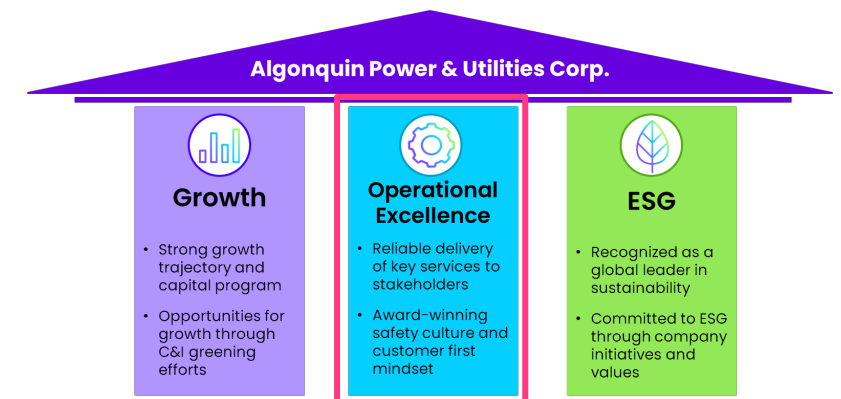 Algonquin Power & Utilities Corp.
Growth
• Strong growth
trajectory and
capital program
• Opportunities for
growth through
C&I greening
efforts
Operational
Excellence
• Reliable delivery
of key services to
stakeholders
• Award-winning
safety culture and
customer first
mindset
ESG
• Recognized as a
global leader in
sustainability
• Committed to ESG
through company
initiatives and
values